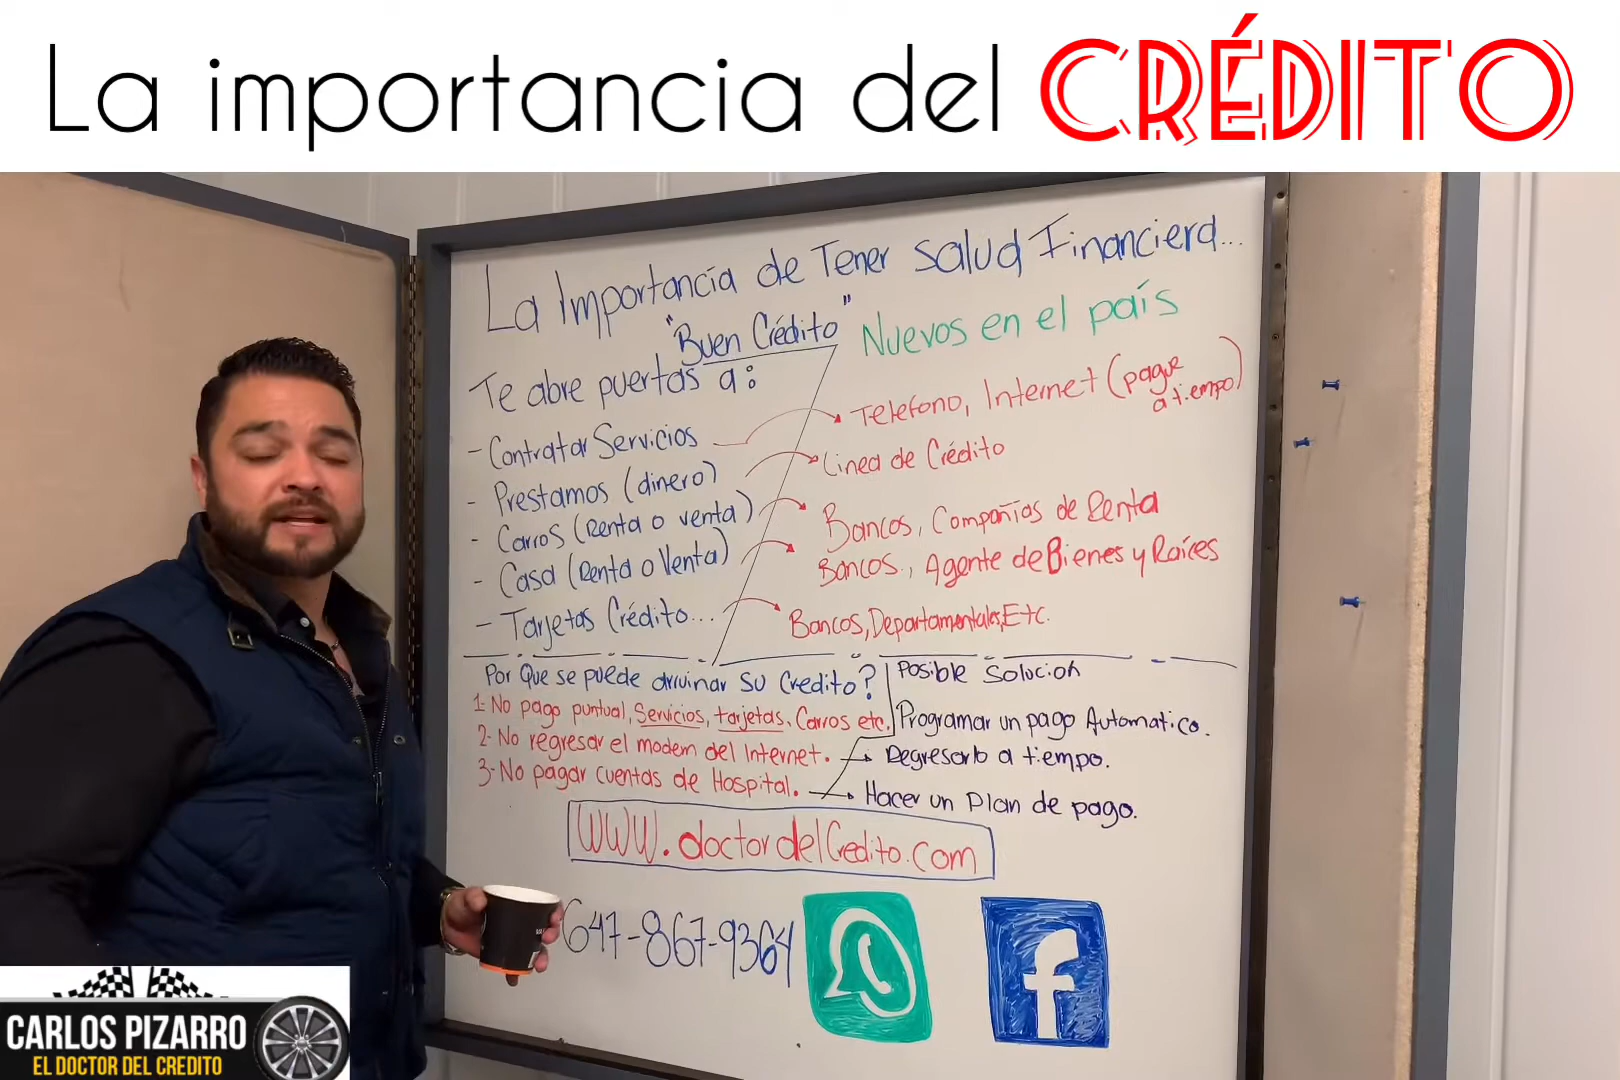 La importancia del CRÉDITO
La Importancia de Tener Salud Financiera...
"Buen Crédito"
Nuevos en el país
Te abre puertas a:
- Contratar Servicios
Telefono, Internet (pague a tiempo)
- Prestamos (dinero)
Linea de Crédito
- Carros (Renta o venta)
Bancos, Compañias de Renta
- Casa (Renta o Venta)
Bancos., Agente de Bienes y Raíces
- Tarjetas Crédito...
Bancos, Departamentales, Etc.
Por Que se puede arruinar su Credito?
Posible Solucion
1- No pago puntual, Servicios, tarjetas, Carros etc.
Programar un pago Automatico.
2- No regresar el modem del Internet.
Regresarlo a tiempo.
3- No pagar cuentas de Hospital.
Hacer un Plan de pago.
WWW.doctordelCredito.com
647-867-9364
f
CARLOS PIZARRO
EL DOCTOR DEL CREDITO